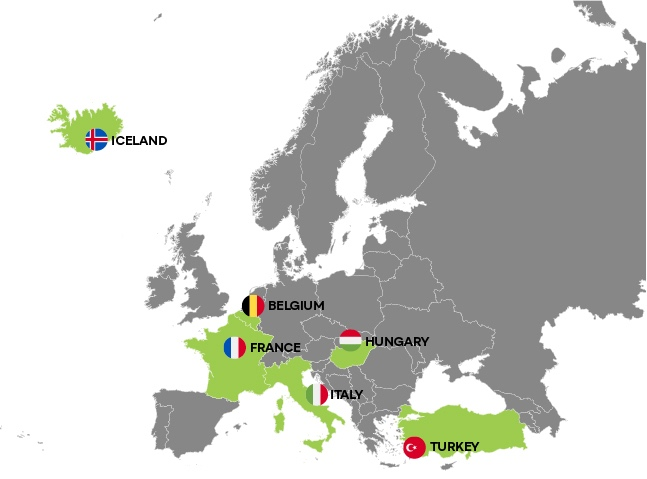 ICELAND
BELGIUM
HUNGARY
FRANCE
ITALY
TURKEY